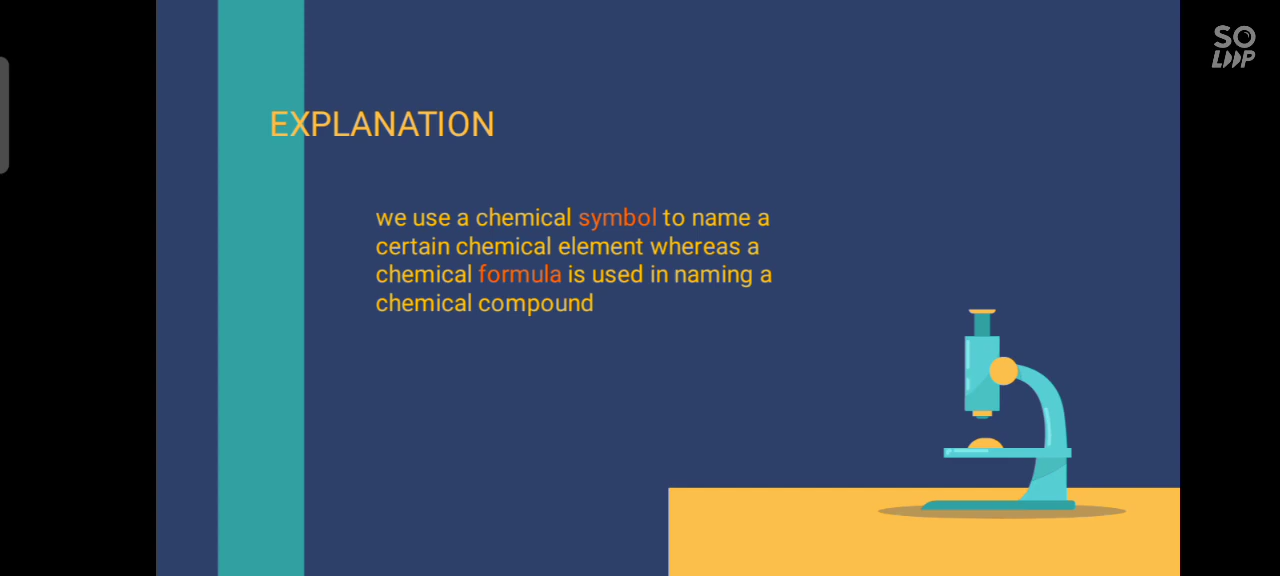 SO
LOOP
EXPLANATION
we use a chemical symbol to name a
certain chemical element whereas a
chemical formula is used in naming a
chemical compound